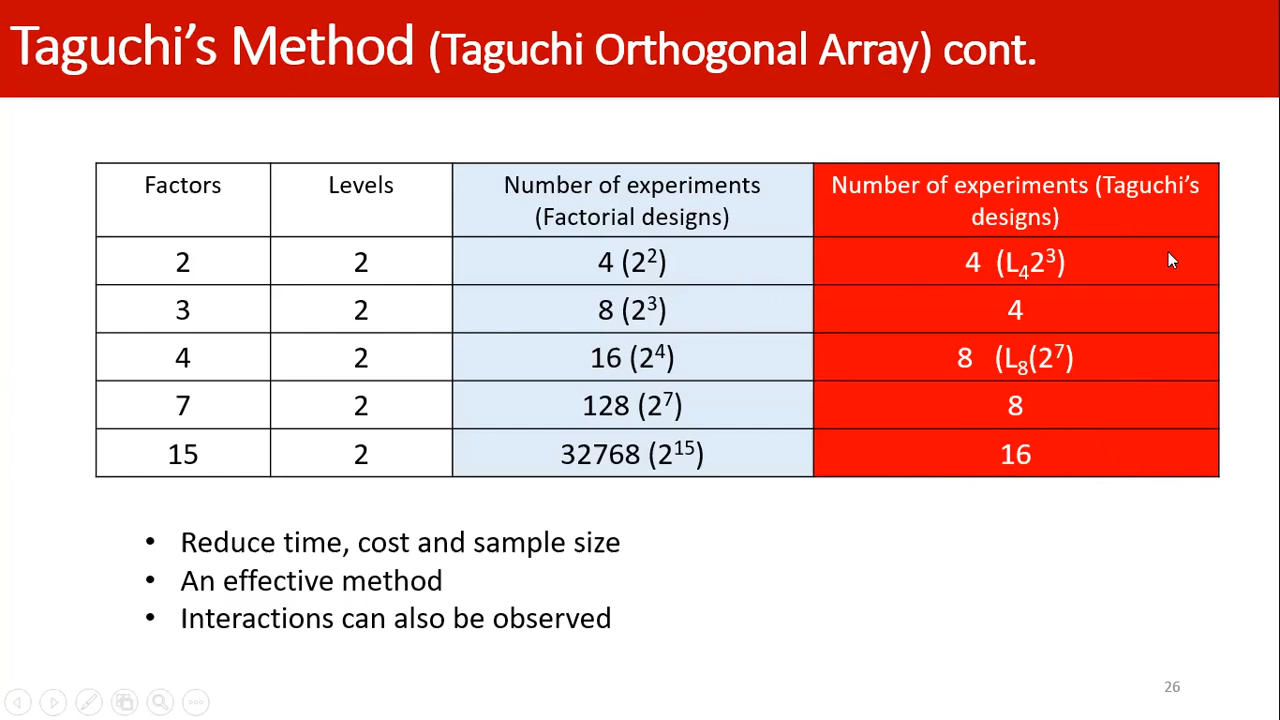 Taguchi's Method (Taguchi Orthogonal Array) cont.
Factors Levels Number of experiments (Factorial designs) Number of experiments (Taguchi's designs)
2 2 4 (2²) 4 (L₄2³)
3 2 8 (2³) 4
4 2 16 (2⁴) 8 (L₈(2⁷)
7 2 128 (2⁷) 8
15 2 32768 (2¹⁵) 16
• Reduce time, cost and sample size
• An effective method
• Interactions can also be observed
26